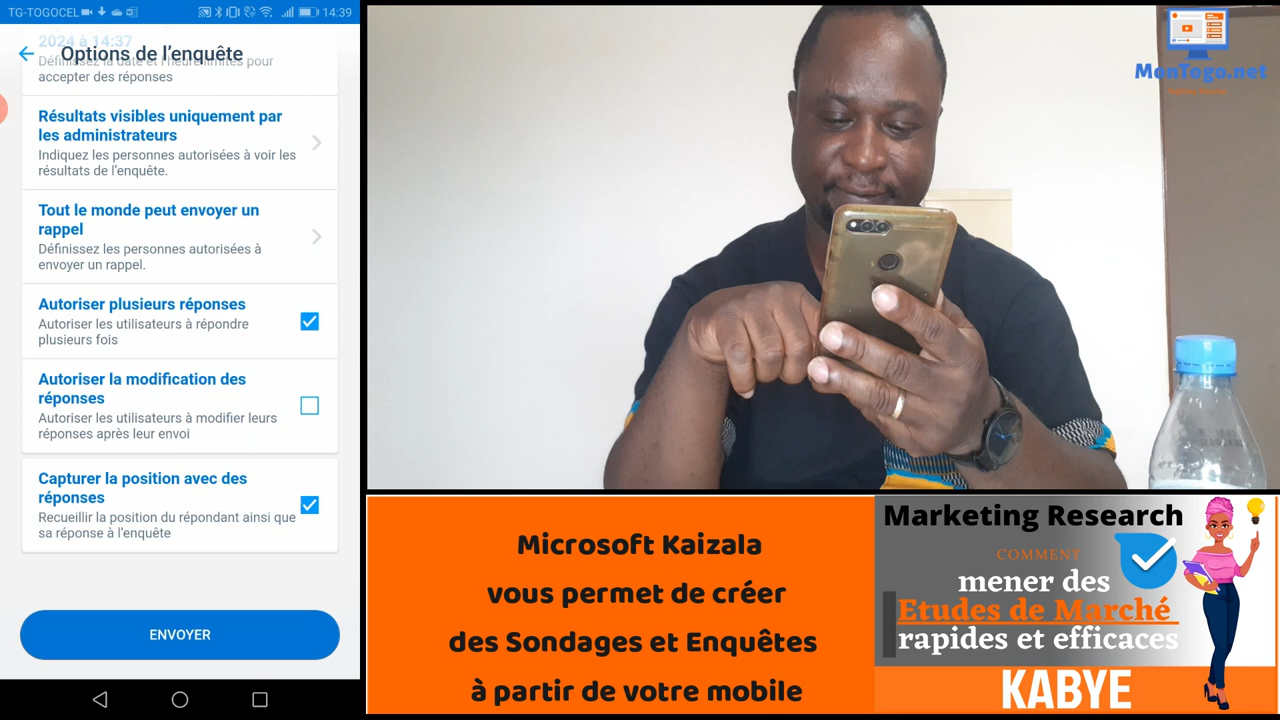 TG-TOGOCEL
14:39
2024 à 14:37
Options de l'enquête
Définissez la date et l'heure limites pour
accepter des réponses
Résultats visibles uniquement par
les administrateurs
Indiquez les personnes autorisées à voir les
résultats de l'enquête.
Tout le monde peut envoyer un
rappel
Définissez les personnes autorisées à
envoyer un rappel.
Autoriser plusieurs réponses
Autoriser les utilisateurs à répondre
plusieurs fois
Autoriser la modification des
réponses
Autoriser les utilisateurs à modifier leurs
réponses après leur envoi
Capturer la position avec des
réponses
Recueillir la position du répondant ainsi que
sa réponse à l'enquête
ENVOYER
MonTogo.net
Microsoft Kaizala
vous permet de créer
des Sondages et Enquêtes
à partir de votre mobile
Marketing Research
COMMENT
mener des
Etudes de Marché
rapides et efficaces
KABYE